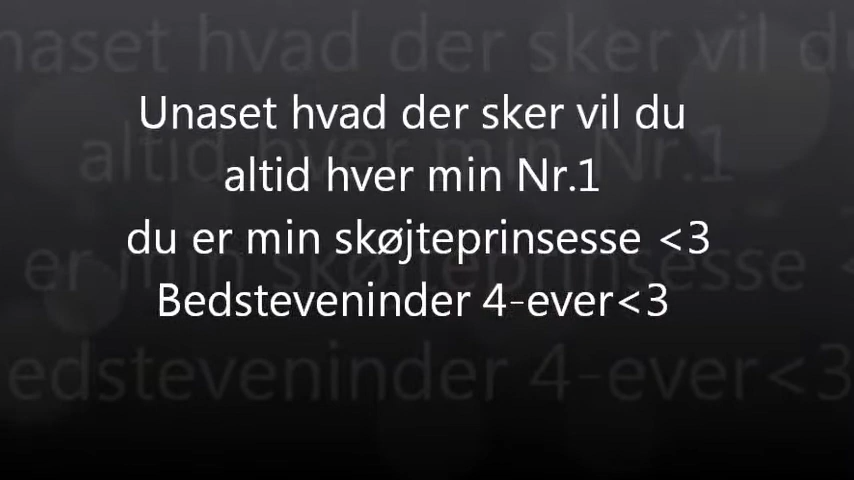 Unaset hvad der sker vil du
altid hver min Nr.1
du er min skøjteprinsesse <3
Bedsteveninder 4-ever<3